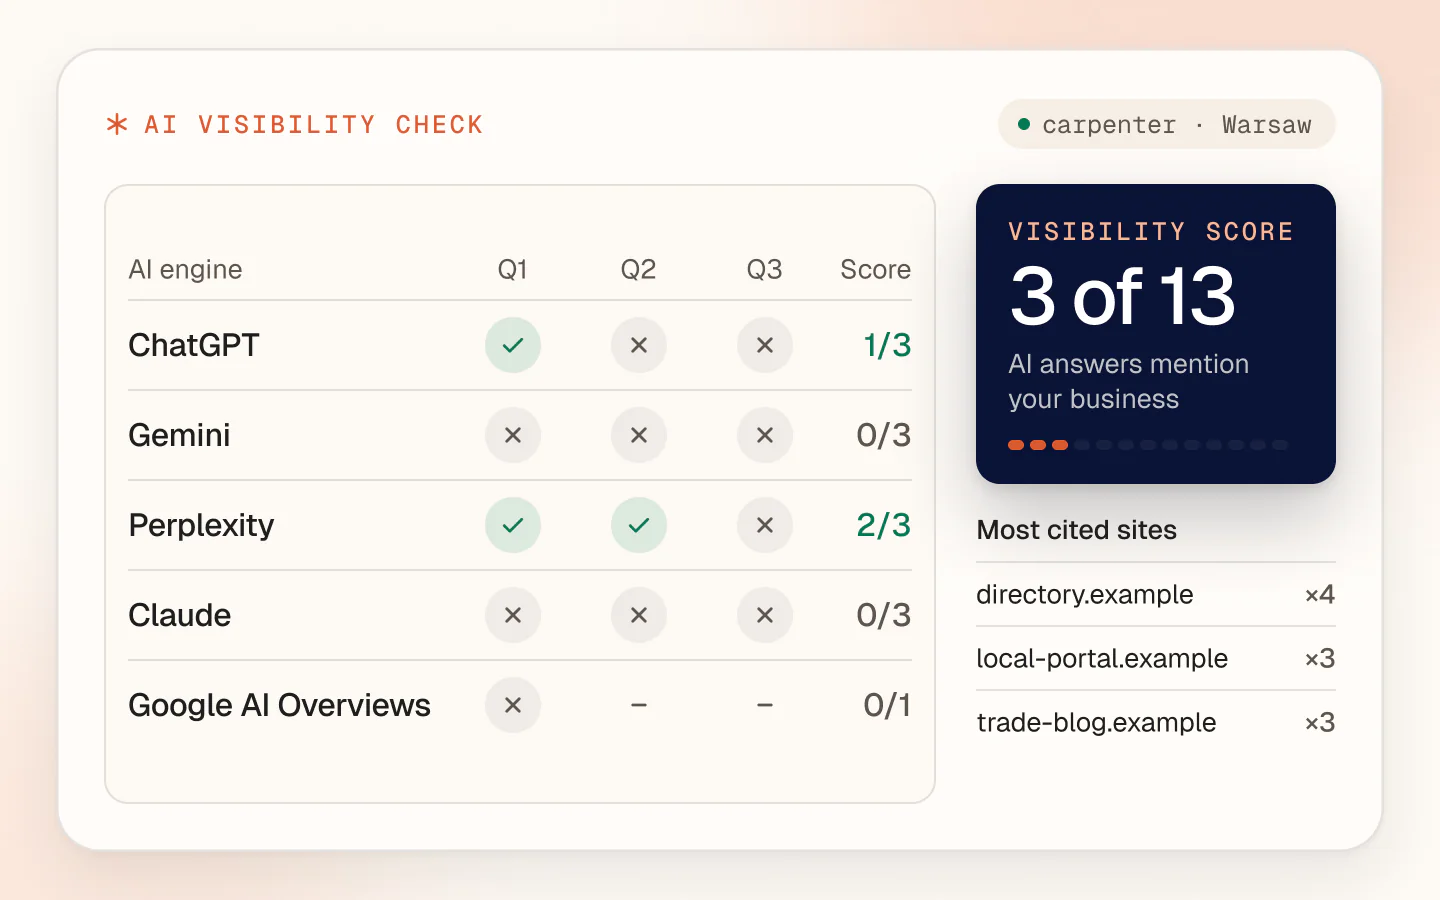 AI VISIBILITY CHECK
carpenter · Warsaw
AI engine Q1 Q2 Q3 Score
ChatGPT ✓ ✕ ✕ 1/3
Gemini ✕ ✕ ✕ 0/3
Perplexity ✓ ✓ ✕ 2/3
Claude ✕ ✕ ✕ 0/3
Google AI Overviews ✕ – – 0/1
VISIBILITY SCORE
3 of 13
AI answers mention
your business
Most cited sites
directory.example ×4
local-portal.example ×3
trade-blog.example ×3